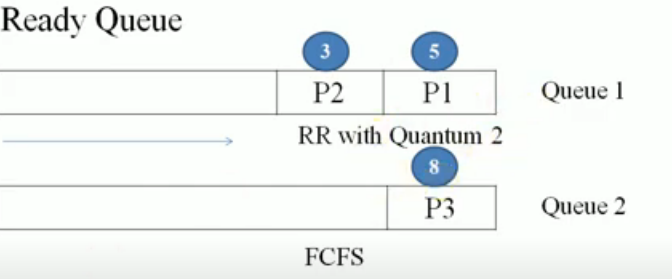 Ready Queue
3 5
P2 P1 Queue 1
RR with Quantum 2
8
P3 Queue 2
FCFS